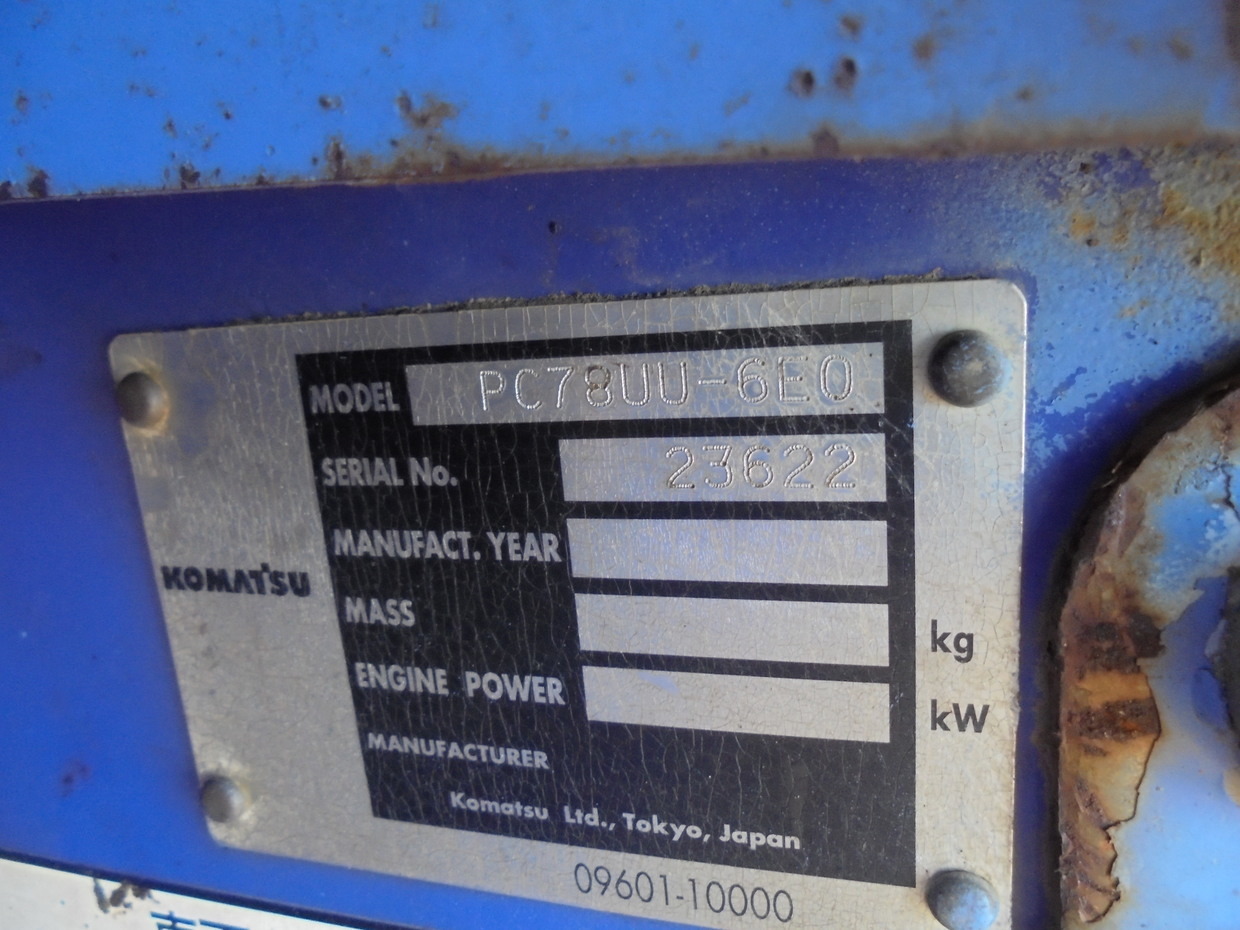 MODEL PC78UU-6E0
SERIAL No. 23622
MANUFACT. YEAR
KOMATSU
MASS kg
ENGINE POWER kW
MANUFACTURER
Komatsu Ltd., Tokyo, Japan
09601-10000